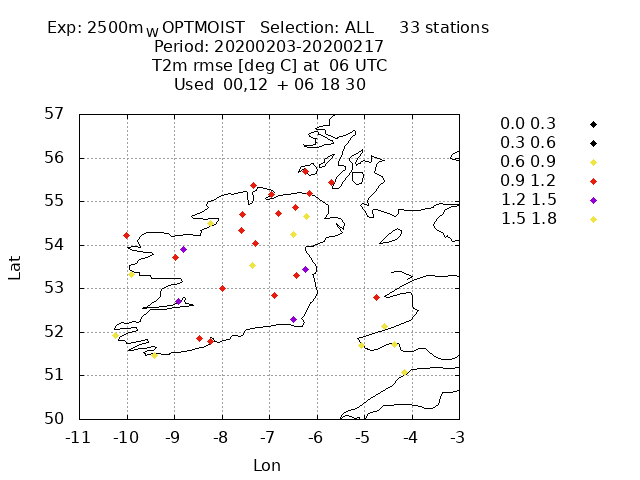 Exp: 2500mWOPTMOIST Selection: ALL 33 stations
Period: 20200203-20200217
T2m rmse [deg C] at 06 UTC
Used 00,12 + 06 18 30
57
56
55
54
53
52
51
50
-11 -10 -9 -8 -7 -6 -5 -4 -3
Lat
Lon
0.0 0.3
0.3 0.6
0.6 0.9
0.9 1.2
1.2 1.5
1.5 1.8